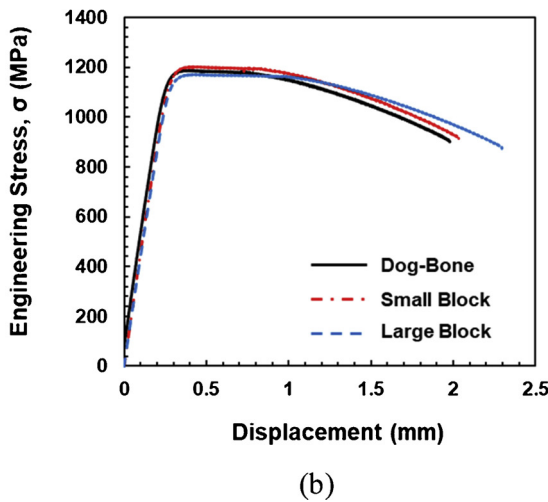 Engineering Stress, σ (MPa)
1400
1200
1000
800
600
400
200
0
Dog-Bone
Small Block
Large Block
0 0.5 1 1.5 2 2.5
Displacement (mm)
(b)